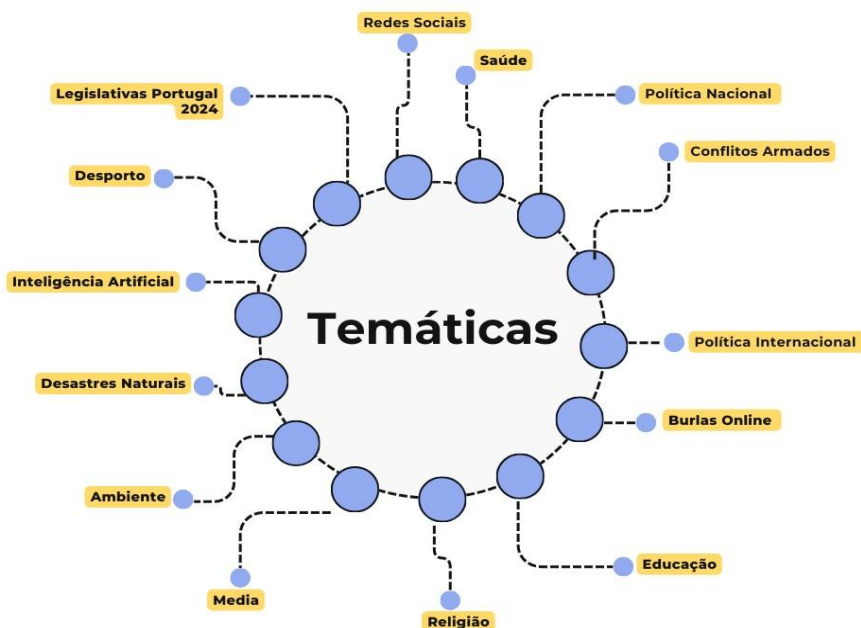 Redes Sociais
Saúde
Legislativas Portugal
2024
Política Nacional
Conflitos Armados
Desporto
Inteligência Artificial
Temáticas
Política Internacional
Desastres Naturais
Burlas Online
Ambiente
Educação
Media
Religião